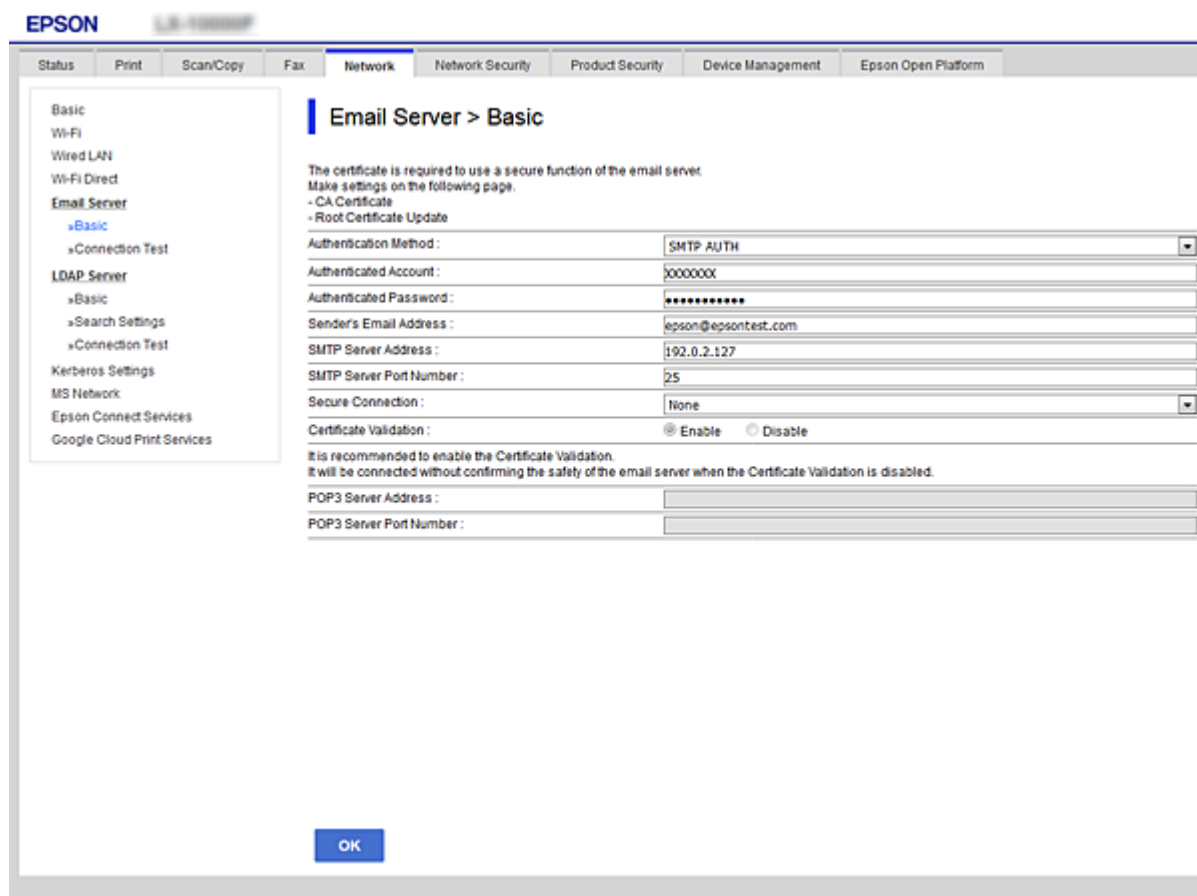 EPSON
Status Print Scan/Copy Fax Network Network Security Product Security Device Management Epson Open Platform
Basic
Wi-Fi
Wired LAN
Wi-Fi Direct
Email Server
»Basic
»Connection Test
LDAP Server
»Basic
»Search Settings
»Connection Test
Kerberos Settings
MS Network
Epson Connect Services
Google Cloud Print Services
Email Server > Basic
The certificate is required to use a secure function of the email server.
Make settings on the following page.
- CA Certificate
- Root Certificate Update
Authentication Method : SMTP AUTH
Authenticated Account : XXXXXXX
Authenticated Password : •••••••••••
Sender's Email Address : epson@epsontest.com
SMTP Server Address : 192.0.2.127
SMTP Server Port Number : 25
Secure Connection : None
Certificate Validation : Enable Disable
It is recommended to enable the Certificate Validation.
It will be connected without confirming the safety of the email server when the Certificate Validation is disabled.
POP3 Server Address :
POP3 Server Port Number :
OK